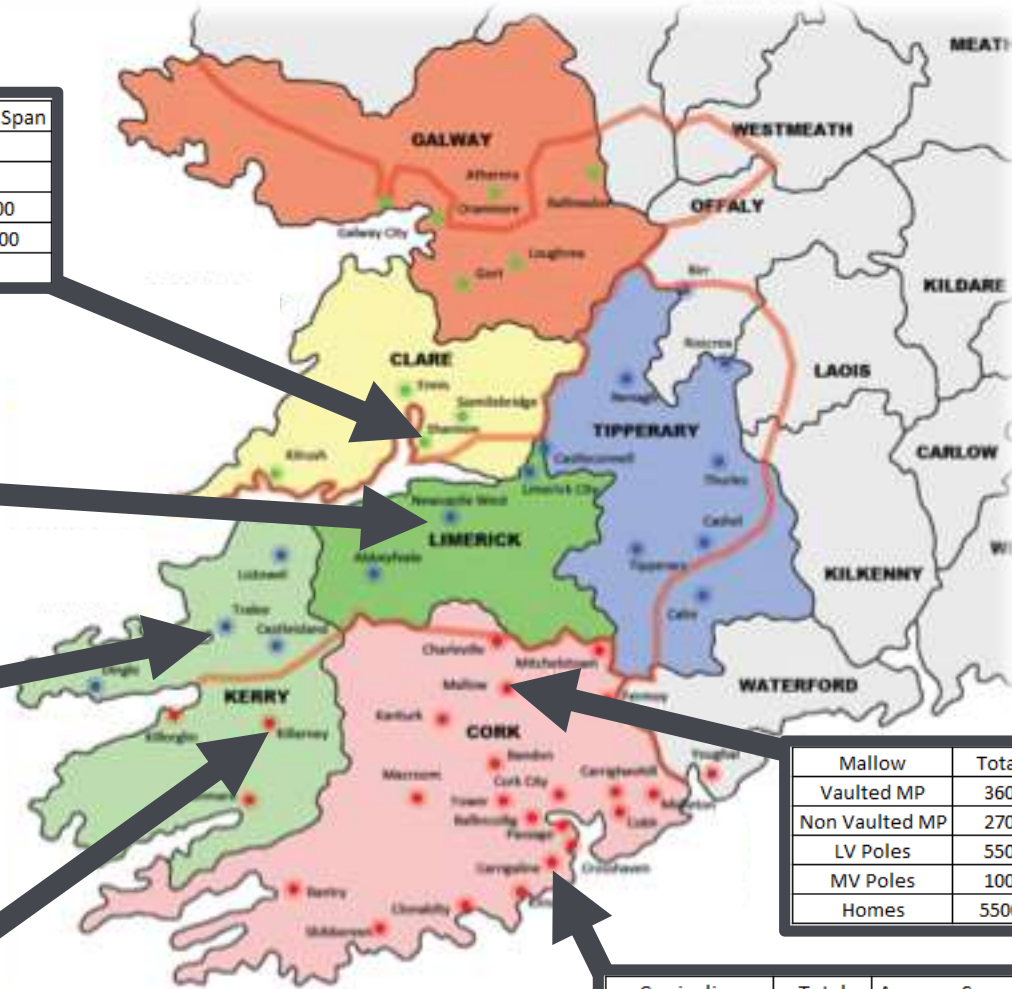 MEATH
Span
WESTMEATH
GALWAY
Athenry
Oranmore
OFFALY
00
Galway City
00
Loughrea
Gort
Birr
KILDARE
Roscrea
CLARE
LAOIS
Ennis
Nenagh
Sixmilebridge
Shannon
TIPPERARY
CARLOW
Kilrush
Castleconnell
Thurles
Limerick City
Newcastle West
Cashel
LIMERICK
Abbeyfeale
Tipperary
KILKENNY
Listowel
Cahir
Tralee
Castleisland
Charleville
Mitchelstown
Dingle
Mallow
KERRY
Fermoy
WATERFORD
Kanturk
Killorglin
Killarney
CORK
Bandon
Youghal
Macroom
Cork City
Carrigtwohill
Tower
Midleton
Ballincollig
Cobh
Passage
Carrigaline
Crosshaven
Bantry
Clonakilty
Skibbereen
Mallow Tota
Vaulted MP 360
Non Vaulted MP 270
LV Poles 550
MV Poles 100
Homes 5500